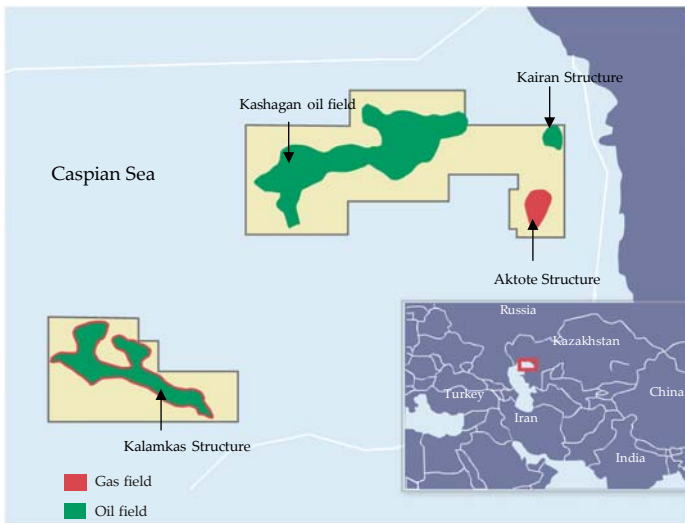 Kairan Structure
Kashagan oil field
Caspian Sea
Aktote Structure
Russia
Kazakhstan
China
Turkey
Iran
India
Kalamkas Structure
Gas field
Oil field